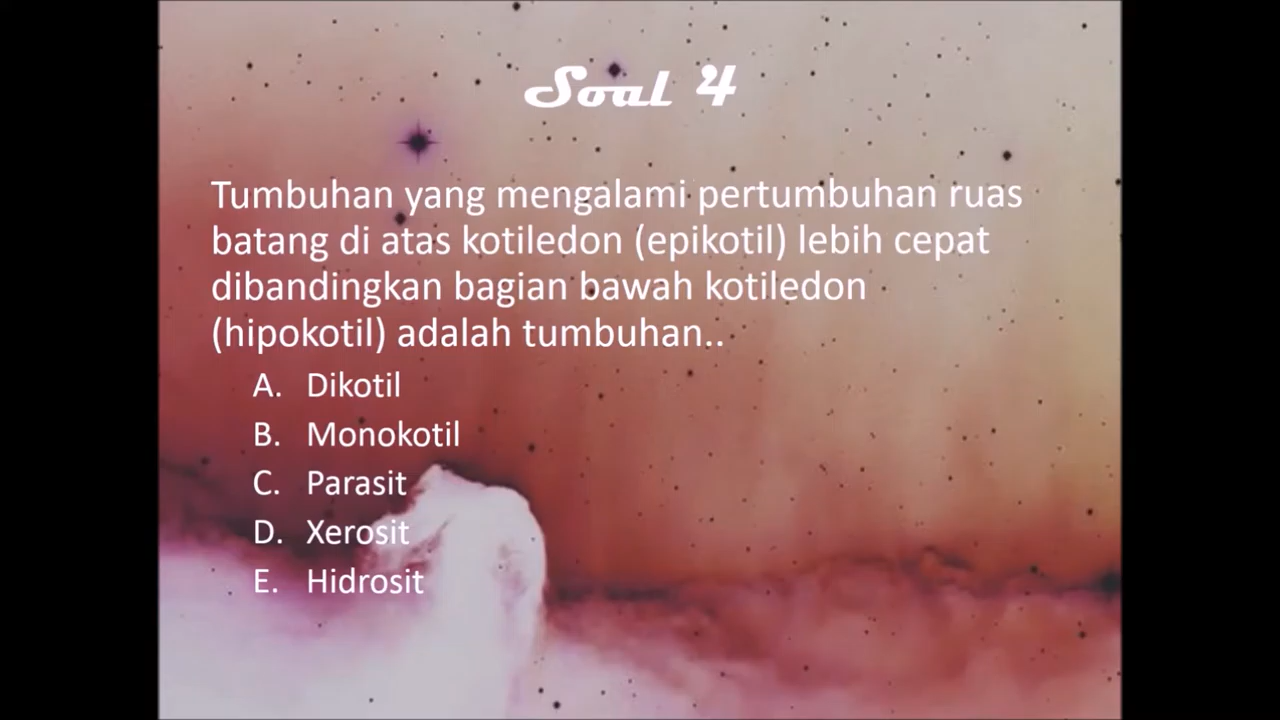 Soal 4
Tumbuhan yang mengalami pertumbuhan ruas
batang di atas kotiledon (epikotil) lebih cepat
dibandingkan bagian bawah kotiledon
(hipokotil) adalah tumbuhan..
A. Dikotil
B. Monokotil
C. Parasit
D. Xerosit
E. Hidrosit